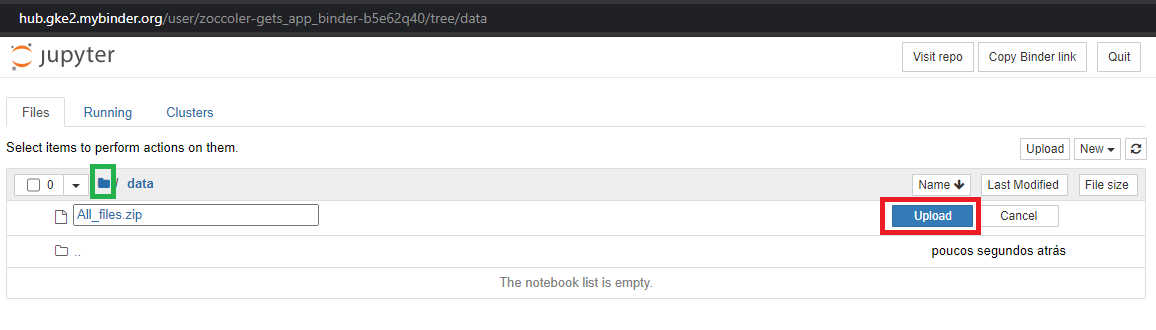 hub.gke2.mybinder.org/user/zoccoler-gets_app_binder-b5e62q40/tree/data
jupyter Visit repo Copy Binder link Quit
Files Running Clusters
Select items to perform actions on them. Upload New
0 / data Name Last Modified File size
All_files.zip Upload Cancel
.. poucos segundos atrás
The notebook list is empty.